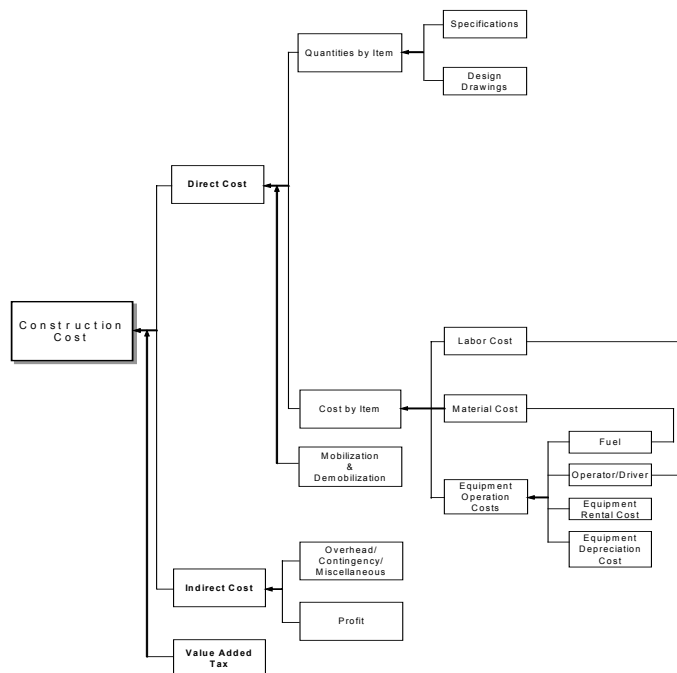 Specifications
Quantities by Item
Design
Drawings
Direct Cost
Construction
Cost
Labor Cost
Cost by Item
Material Cost
Fuel
Mobilization
&
Demobilization
Operator/Driver
Equipment
Operation
Costs
Equipment
Rental Cost
Equipment
Depreciation
Cost
Overhead/
Contingency/
Miscellaneous
Indirect Cost
Profit
Value Added
Tax